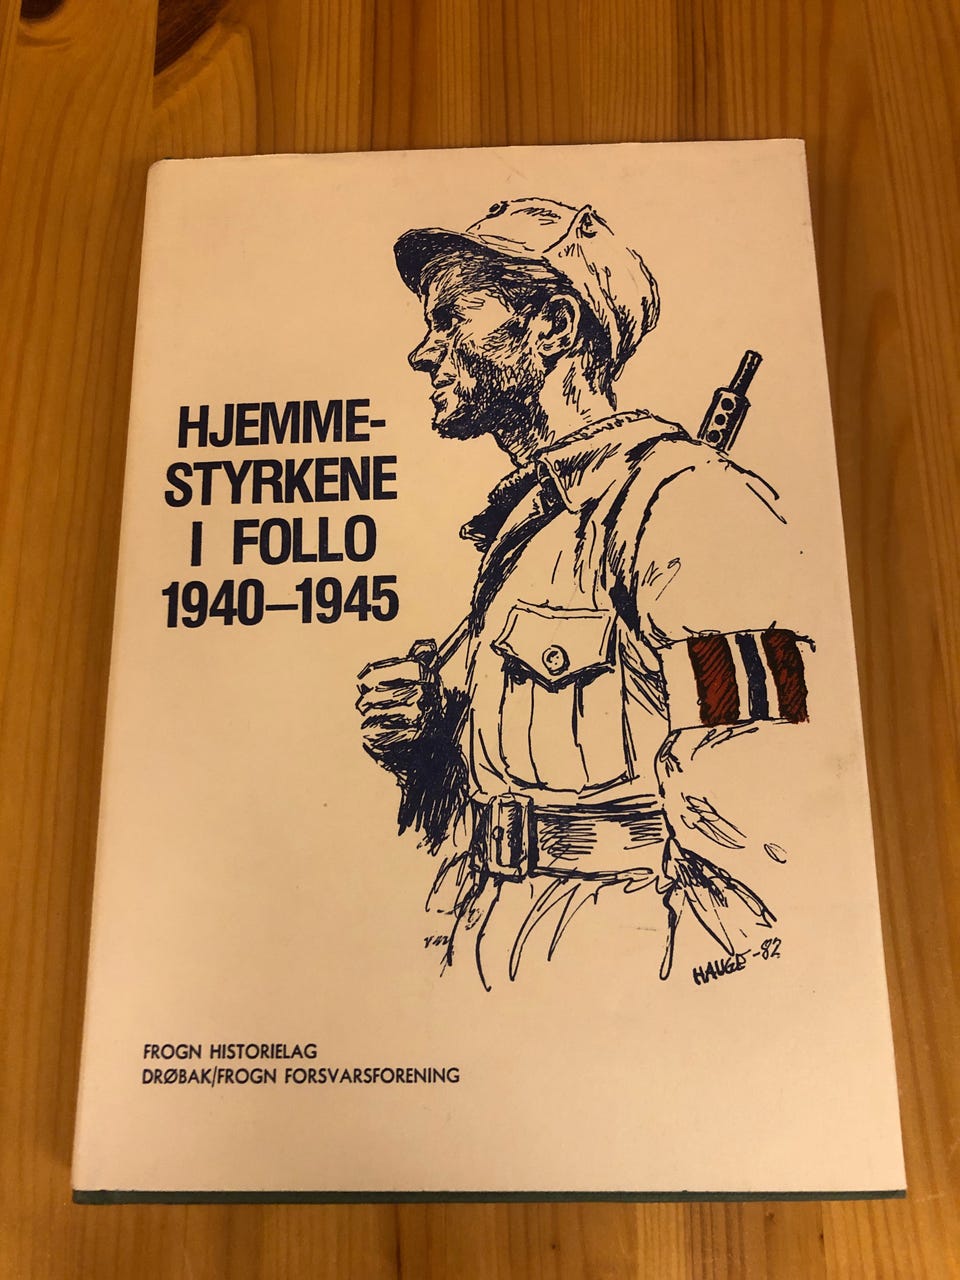 HJEMME-
STYRKENE
I FOLLO
1940–1945
HAUGE -82
FROGN HISTORIELAG
DRØBAK/FROGN FORSVARSFORENING